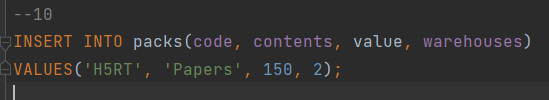 --10
INSERT INTO packs(code, contents, value, warehouses)
VALUES('H5RT', 'Papers', 150, 2);